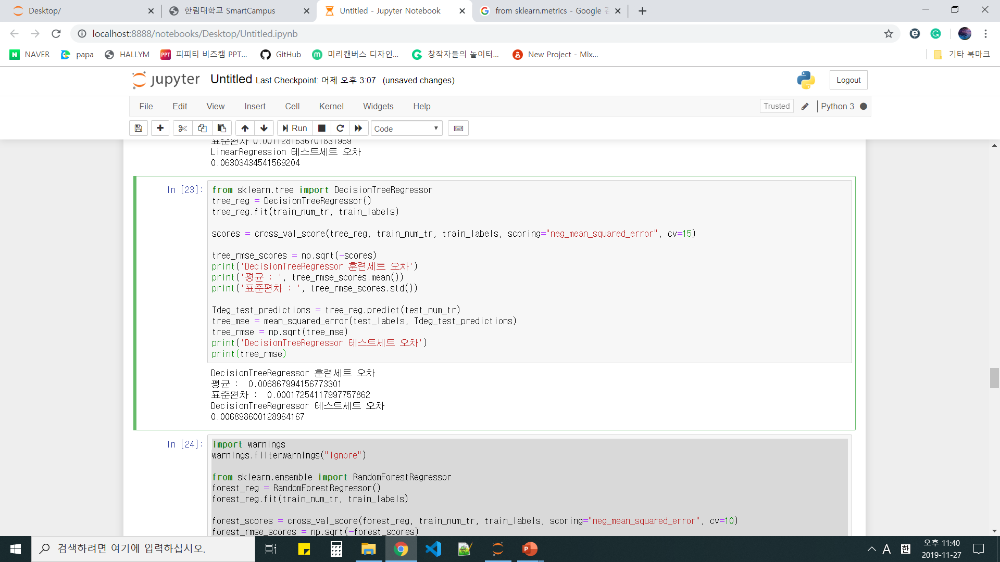 Desktop/
한림대학교 SmartCampus
Untitled - Jupyter Notebook
from sklearn.metrics - Google
localhost:8888/notebooks/Desktop/Untitled.ipynb
NAVER
papa
HALLYM
PPT
피피티 비즈캠 PPT...
GitHub
미리캔버스 디자인...
창작자들의 놀이터...
New Project - Mix...
기타 북마크
jupyter
Untitled Last Checkpoint: 어제 오후 3:07 (unsaved changes)
Logout
File Edit View Insert Cell Kernel Widgets Help
Trusted
Python 3
Run
Code
표준편차 0.0011281636701831969
LinearRegression 테스트세트 오차
0.06303434541569204
In [23]:
from sklearn.tree import DecisionTreeRegressor
tree_reg = DecisionTreeRegressor()
tree_reg.fit(train_num_tr, train_labels)
scores = cross_val_score(tree_reg, train_num_tr, train_labels, scoring="neg_mean_squared_error", cv=15)
tree_rmse_scores = np.sqrt(-scores)
print('DecisionTreeRegressor 훈련세트 오차')
print('평균 : ', tree_rmse_scores.mean())
print('표준편차 : ', tree_rmse_scores.std())
Tdeg_test_predictions = tree_reg.predict(test_num_tr)
tree_mse = mean_squared_error(test_labels, Tdeg_test_predictions)
tree_rmse = np.sqrt(tree_mse)
print('DecisionTreeRegressor 테스트세트 오차')
print(tree_rmse)
DecisionTreeRegressor 훈련세트 오차
평균 :  0.006867994156773301
표준편차 :  0.00017254117997757862
DecisionTreeRegressor 테스트세트 오차
0.006898600128964167
In [24]:
import warnings
warnings.filterwarnings("ignore")
from sklearn.ensemble import RandomForestRegressor
forest_reg = RandomForestRegressor()
forest_reg.fit(train_num_tr, train_labels)
forest_scores = cross_val_score(forest_reg, train_num_tr, train_labels, scoring="neg_mean_squared_error", cv=10)
forest_rmse_scores = np.sqrt(-forest_scores)
검색하려면 여기에 입력하십시오.
A
한
오후 11:40
2019-11-27